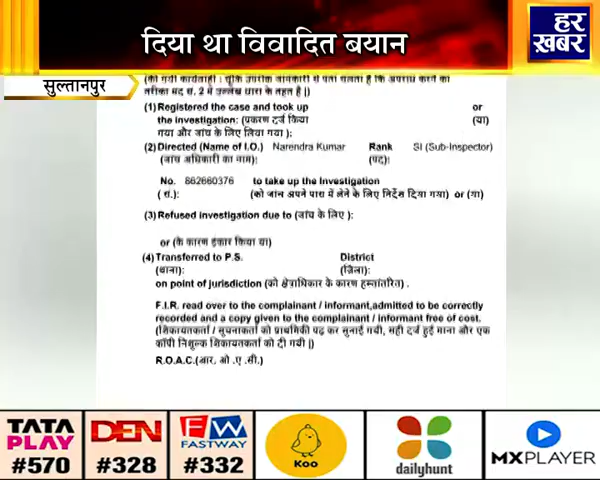 दिया था विवादित बयान
हर
ख़बर
सुल्तानपुर
(की गयी कार्यवाही : चूंकि उपरोक्त जानकारी से पता चलता है कि अपराध करने का
तरीका मद सं. 2 में उल्लेख धारा के तहत है |)
(1) Registered the case and took up or
the investigation: (प्रकरण दर्ज किया (या)
गया और जांच के लिए लिया गया ):
(2) Directed (Name of I.O.) Narendra Kumar Rank SI (Sub-Inspector)
(जांच अधिकारी का नाम): (पद):
No. 862660376 to take up the Investigation
( सं.): (को जांच अपने पास में लेने के लिए निर्देश दिया गया) or (या)
(3) Refused investigation due to (जांच के लिए ):
or (के कारण इंकार किया या)
(4) Transferred to P.S. District
(थाना): (जिला):
on point of jurisdiction (को क्षेत्राधिकार के कारण हस्तांतरित) .
F.I.R. read over to the complainant / informant,admitted to be correctly
recorded and a copy given to the complainant / informant free of cost.
(शिकायतकर्ता / सूचनाकर्ता को प्राथमिकी पढ़ कर सुनाई गयी, सही दर्ज हुई माना और एक
कॉपी निशुल्क शिकायतकर्ता को दी गयी |)
R.O.A.C.(आर. ओ .ए .सी.)
TATA
PLAY
#570
DEN
#328
FW
FASTWAY
#332
Koo
dailyhunt
MXPLAYER